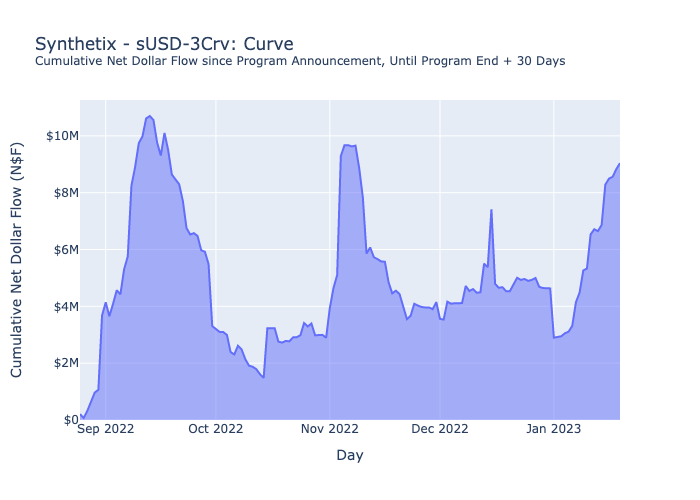 Synthetix - sUSD-3Crv: Curve
Cumulative Net Dollar Flow since Program Announcement, Until Program End + 30 Days
Cumulative Net Dollar Flow (N$F)
$10M
$8M
$6M
$4M
$2M
$0
Sep 2022 Oct 2022 Nov 2022 Dec 2022 Jan 2023
Day